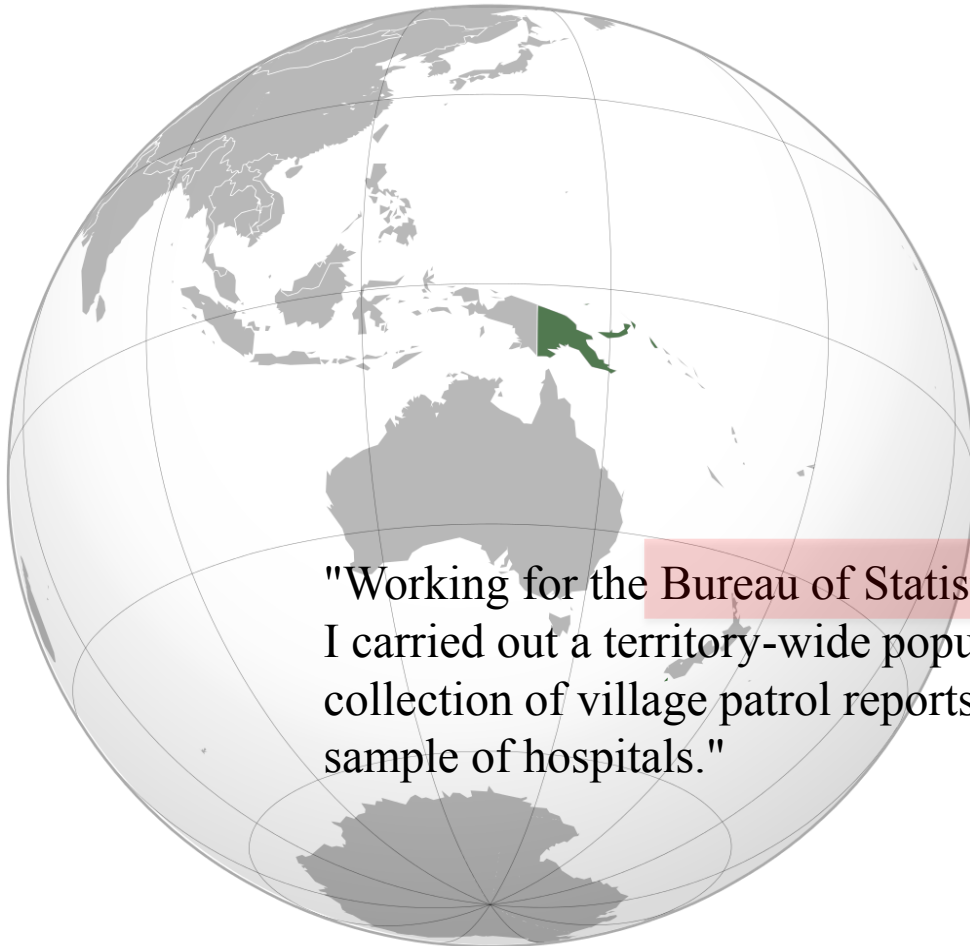 "Working for the Bureau of Statis
I carried out a territory-wide popu
collection of village patrol reports
sample of hospitals."